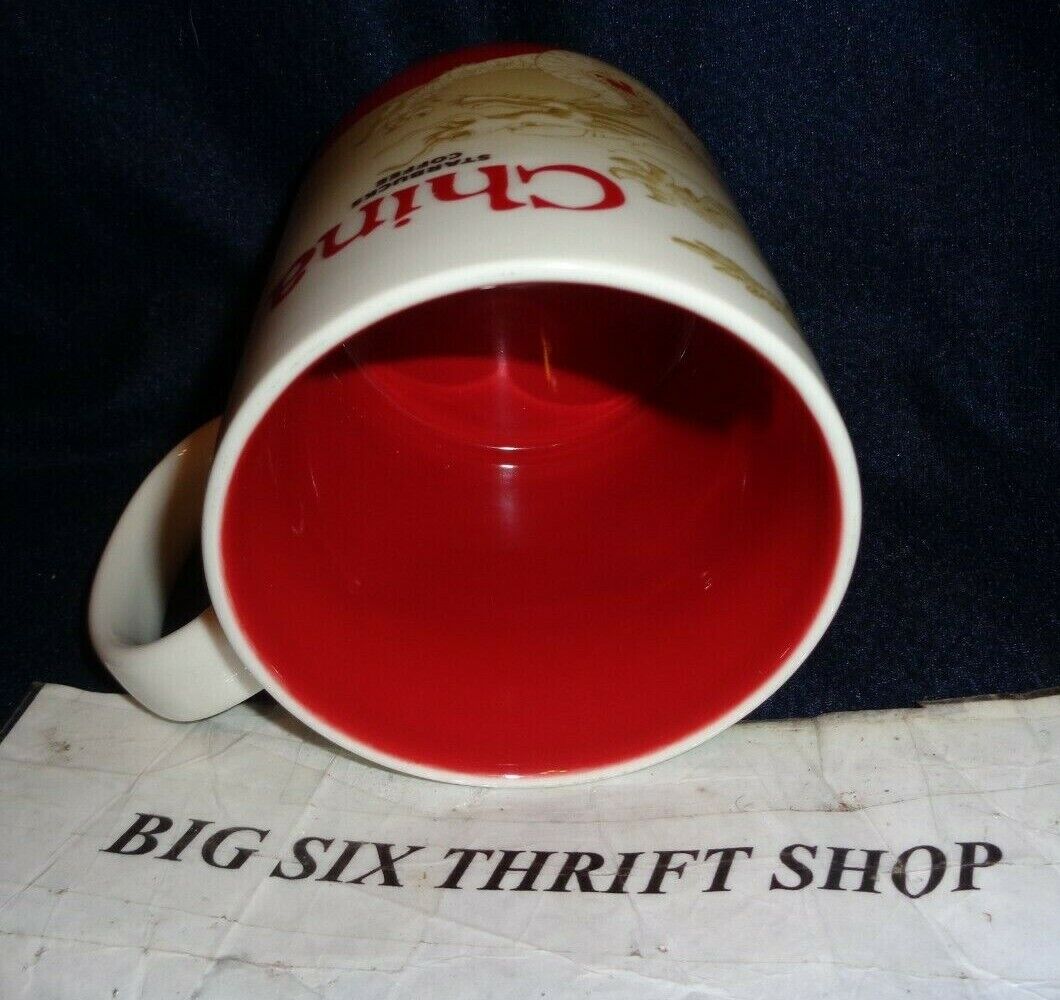 STARBUCKS
COFFEE
China
BIG SIX THRIFT SHOP